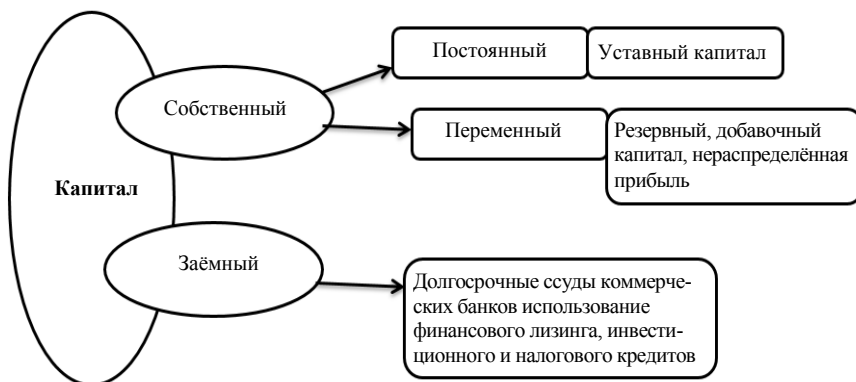 Постоянный
Уставный капитал
Собственный
Переменный
Резервный, добавочный
капитал, нераспределённая
прибыль
Капитал
Заёмный
Долгосрочные ссуды коммерче-
ских банков использование
финансового лизинга, инвести-
ционного и налогового кредитов